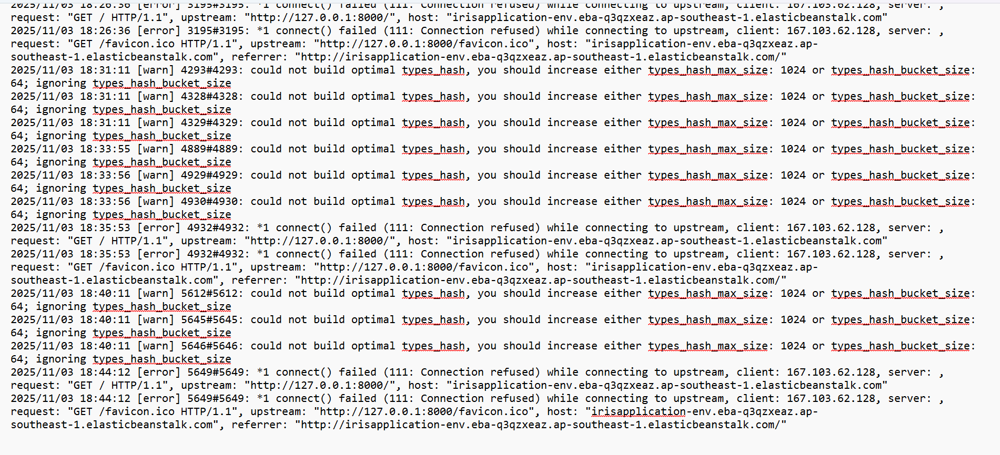 2025/11/03 18:26:36 [error] 3195#3195: *1 connect() failed (111: Connection refused) while connecting to upstream, client: 167.103.62.128, server: ,
request: "GET / HTTP/1.1", upstream: "http://127.0.0.1:8000/", host: "irisapplication-env.eba-q3qzxeaz.ap-southeast-1.elasticbeanstalk.com"
2025/11/03 18:26:36 [error] 3195#3195: *1 connect() failed (111: Connection refused) while connecting to upstream, client: 167.103.62.128, server: ,
request: "GET /favicon.ico HTTP/1.1", upstream: "http://127.0.0.1:8000/favicon.ico", host: "irisapplication-env.eba-q3qzxeaz.ap-
southeast-1.elasticbeanstalk.com", referrer: "http://irisapplication-env.eba-q3qzxeaz.ap-southeast-1.elasticbeanstalk.com/"
2025/11/03 18:31:11 [warn] 4293#4293: could not build optimal types_hash, you should increase either types_hash_max_size: 1024 or types_hash_bucket_size:
64; ignoring types_hash_bucket_size
2025/11/03 18:31:11 [warn] 4328#4328: could not build optimal types_hash, you should increase either types_hash_max_size: 1024 or types_hash_bucket_size:
64; ignoring types_hash_bucket_size
2025/11/03 18:31:11 [warn] 4329#4329: could not build optimal types_hash, you should increase either types_hash_max_size: 1024 or types_hash_bucket_size:
64; ignoring types_hash_bucket_size
2025/11/03 18:33:55 [warn] 4889#4889: could not build optimal types_hash, you should increase either types_hash_max_size: 1024 or types_hash_bucket_size:
64; ignoring types_hash_bucket_size
2025/11/03 18:33:56 [warn] 4929#4929: could not build optimal types_hash, you should increase either types_hash_max_size: 1024 or types_hash_bucket_size:
64; ignoring types_hash_bucket_size
2025/11/03 18:33:56 [warn] 4930#4930: could not build optimal types_hash, you should increase either types_hash_max_size: 1024 or types_hash_bucket_size:
64; ignoring types_hash_bucket_size
2025/11/03 18:35:53 [error] 4932#4932: *1 connect() failed (111: Connection refused) while connecting to upstream, client: 167.103.62.128, server: ,
request: "GET / HTTP/1.1", upstream: "http://127.0.0.1:8000/", host: "irisapplication-env.eba-q3qzxeaz.ap-southeast-1.elasticbeanstalk.com"
2025/11/03 18:35:53 [error] 4932#4932: *1 connect() failed (111: Connection refused) while connecting to upstream, client: 167.103.62.128, server: ,
request: "GET /favicon.ico HTTP/1.1", upstream: "http://127.0.0.1:8000/favicon.ico", host: "irisapplication-env.eba-q3qzxeaz.ap-
southeast-1.elasticbeanstalk.com", referrer: "http://irisapplication-env.eba-q3qzxeaz.ap-southeast-1.elasticbeanstalk.com/"
2025/11/03 18:40:11 [warn] 5612#5612: could not build optimal types_hash, you should increase either types_hash_max_size: 1024 or types_hash_bucket_size:
64; ignoring types_hash_bucket_size
2025/11/03 18:40:11 [warn] 5645#5645: could not build optimal types_hash, you should increase either types_hash_max_size: 1024 or types_hash_bucket_size:
64; ignoring types_hash_bucket_size
2025/11/03 18:40:11 [warn] 5646#5646: could not build optimal types_hash, you should increase either types_hash_max_size: 1024 or types_hash_bucket_size:
64; ignoring types_hash_bucket_size
2025/11/03 18:44:12 [error] 5649#5649: *1 connect() failed (111: Connection refused) while connecting to upstream, client: 167.103.62.128, server: ,
request: "GET / HTTP/1.1", upstream: "http://127.0.0.1:8000/", host: "irisapplication-env.eba-q3qzxeaz.ap-southeast-1.elasticbeanstalk.com"
2025/11/03 18:44:12 [error] 5649#5649: *1 connect() failed (111: Connection refused) while connecting to upstream, client: 167.103.62.128, server: ,
request: "GET /favicon.ico HTTP/1.1", upstream: "http://127.0.0.1:8000/favicon.ico", host: "irisapplication-env.eba-q3qzxeaz.ap-
southeast-1.elasticbeanstalk.com", referrer: "http://irisapplication-env.eba-q3qzxeaz.ap-southeast-1.elasticbeanstalk.com/"